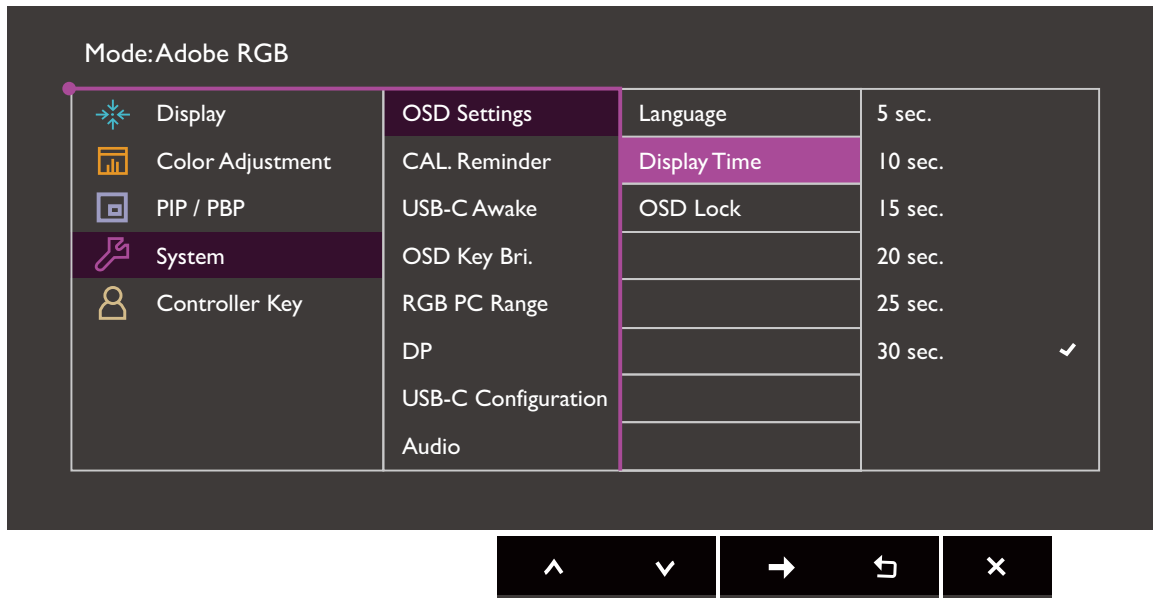 Mode: Adobe RGB
Display
Color Adjustment
PIP / PBP
System
Controller Key
OSD Settings
CAL. Reminder
USB-C Awake
OSD Key Bri.
RGB PC Range
DP
USB-C Configuration
Audio
Language
Display Time
OSD Lock
5 sec.
10 sec.
15 sec.
20 sec.
25 sec.
30 sec.